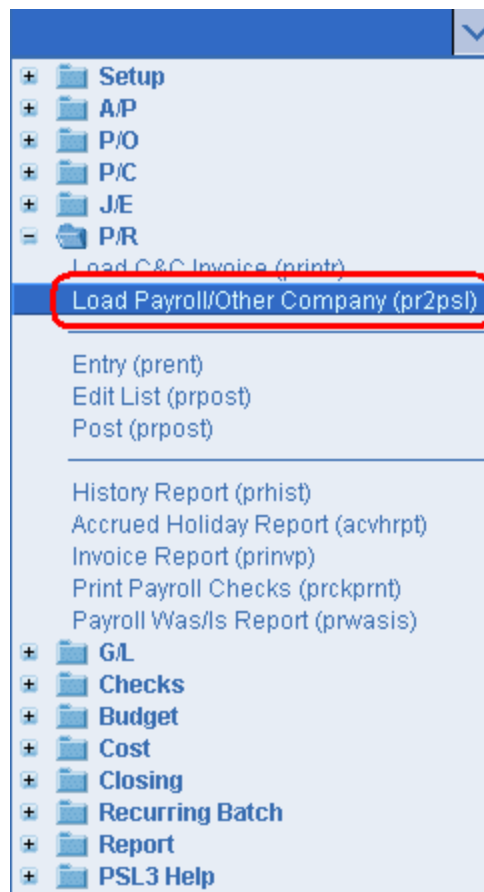 Setup
A/P
P/O
P/C
J/E
P/R
Load C&C Invoice (printr)
Load Payroll/Other Company (pr2psl)
Entry (prent)
Edit List (prpost)
Post (prpost)
History Report (prhist)
Accrued Holiday Report (acvhrpt)
Invoice Report (prinvp)
Print Payroll Checks (prckprnt)
Payroll Was/Is Report (prwasis)
G/L
Checks
Budget
Cost
Closing
Recurring Batch
Report
PSL3 Help